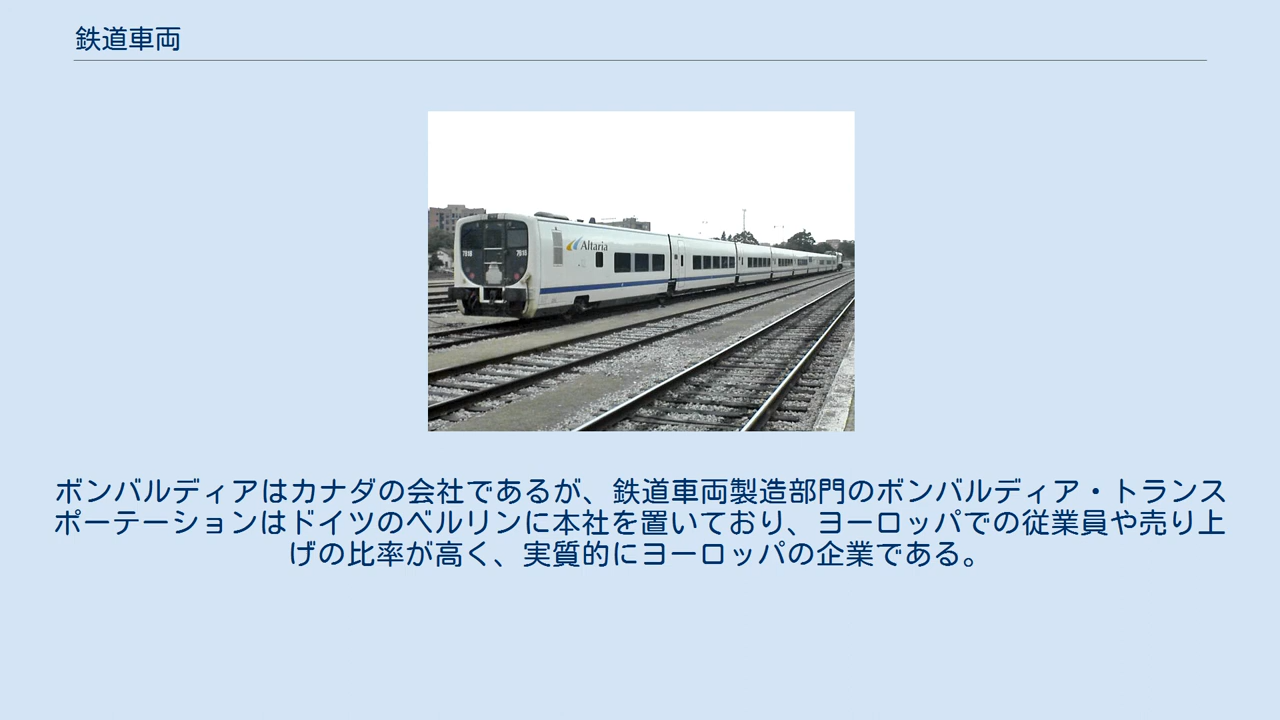 鉄道車両
Altaria
7918 7918
ボンバルディアはカナダの会社であるが、鉄道車両製造部門のボンバルディア・トランス
ポーテーションはドイツのベルリンに本社を置いており、ヨーロッパでの従業員や売り上
げの比率が高く、実質的にヨーロッパの企業である。